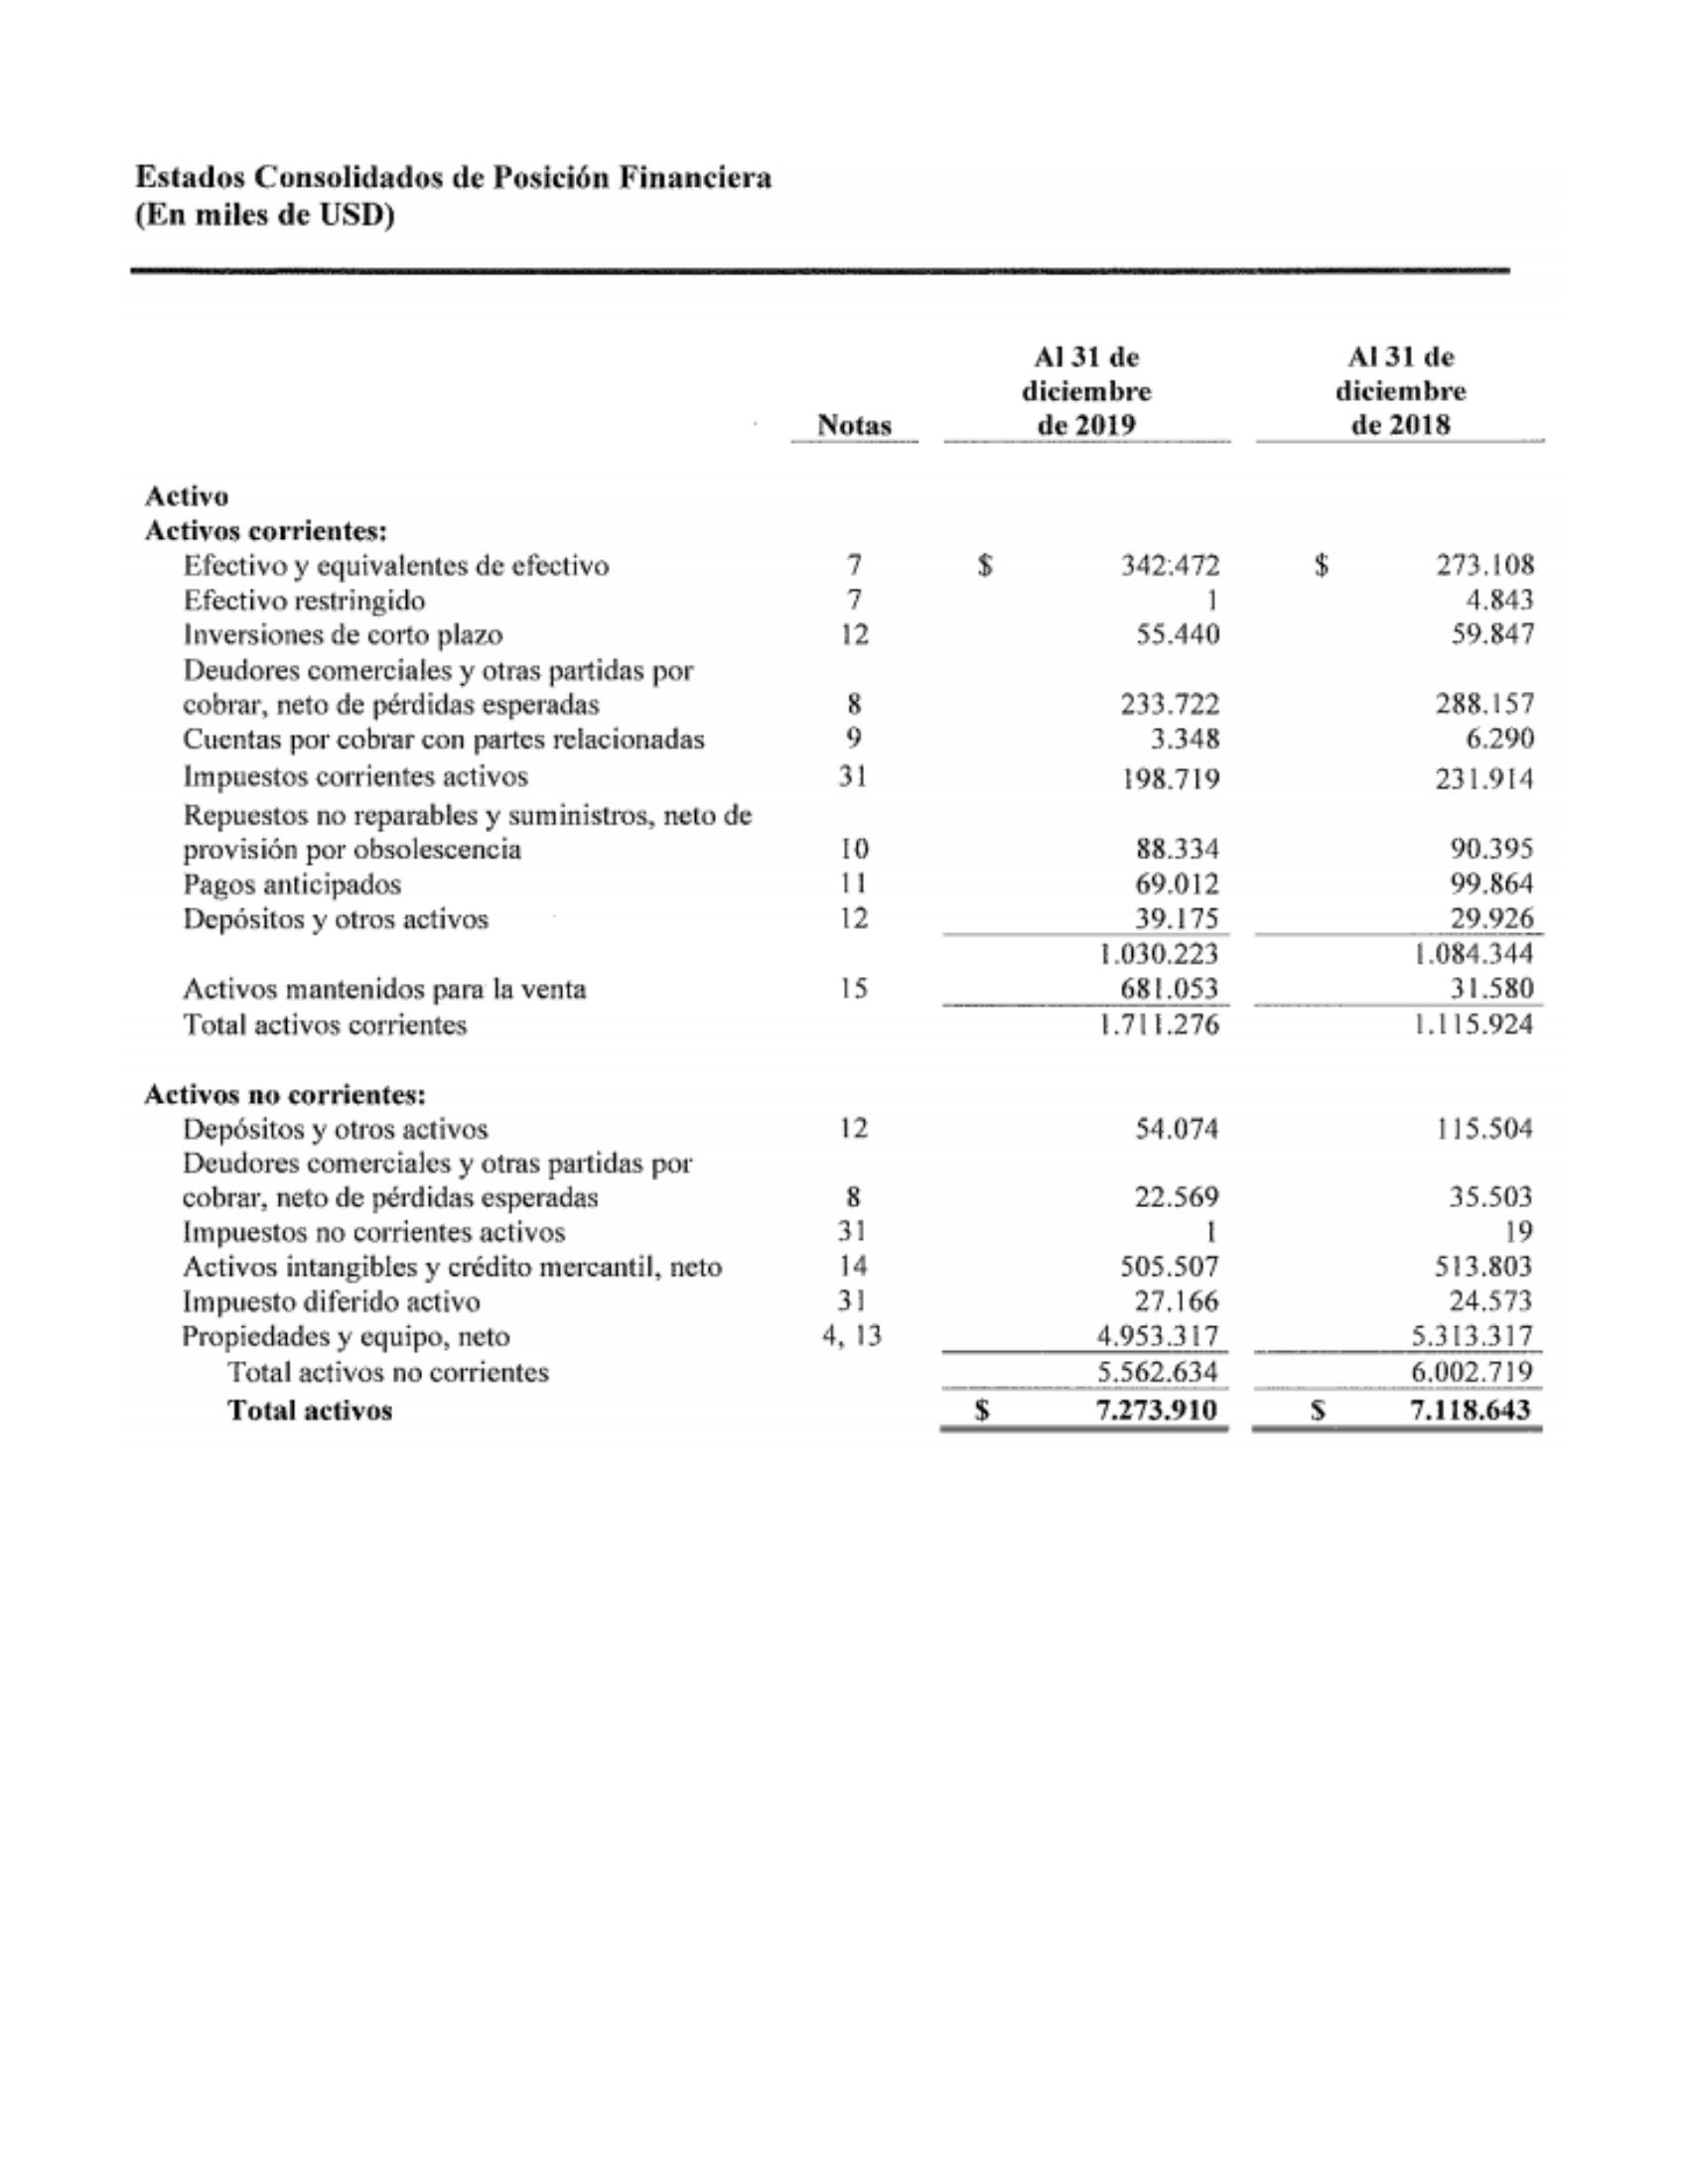 Estados Consolidados de Posición Financiera
(En miles de USD)
Al 31 de diciembre de 2019
Al 31 de diciembre de 2018
Notas
Activo
Activos corrientes:
Efectivo y equivalentes de efectivo 7 $ 342:472 $ 273.108
Efectivo restringido 7 1 4.843
Inversiones de corto plazo 12 55.440 59.847
Deudores comerciales y otras partidas por
cobrar, neto de pérdidas esperadas 8 233.722 288.157
Cuentas por cobrar con partes relacionadas 9 3.348 6.290
Impuestos corrientes activos 31 198.719 231.914
Repuestos no reparables y suministros, neto de
provisión por obsolescencia 10 88.334 90.395
Pagos anticipados 11 69.012 99.864
Depósitos y otros activos 12 39.175 29.926
1.030.223 1.084.344
Activos mantenidos para la venta 15 681.053 31.580
Total activos corrientes 1.711.276 1.115.924
Activos no corrientes:
Depósitos y otros activos 12 54.074 115.504
Deudores comerciales y otras partidas por
cobrar, neto de pérdidas esperadas 8 22.569 35.503
Impuestos no corrientes activos 31 1 19
Activos intangibles y crédito mercantil, neto 14 505.507 513.803
Impuesto diferido activo 31 27.166 24.573
Propiedades y equipo, neto 4, 13 4.953.317 5.313.317
Total activos no corrientes 5.562.634 6.002.719
Total activos $ 7.273.910 $ 7.118.643